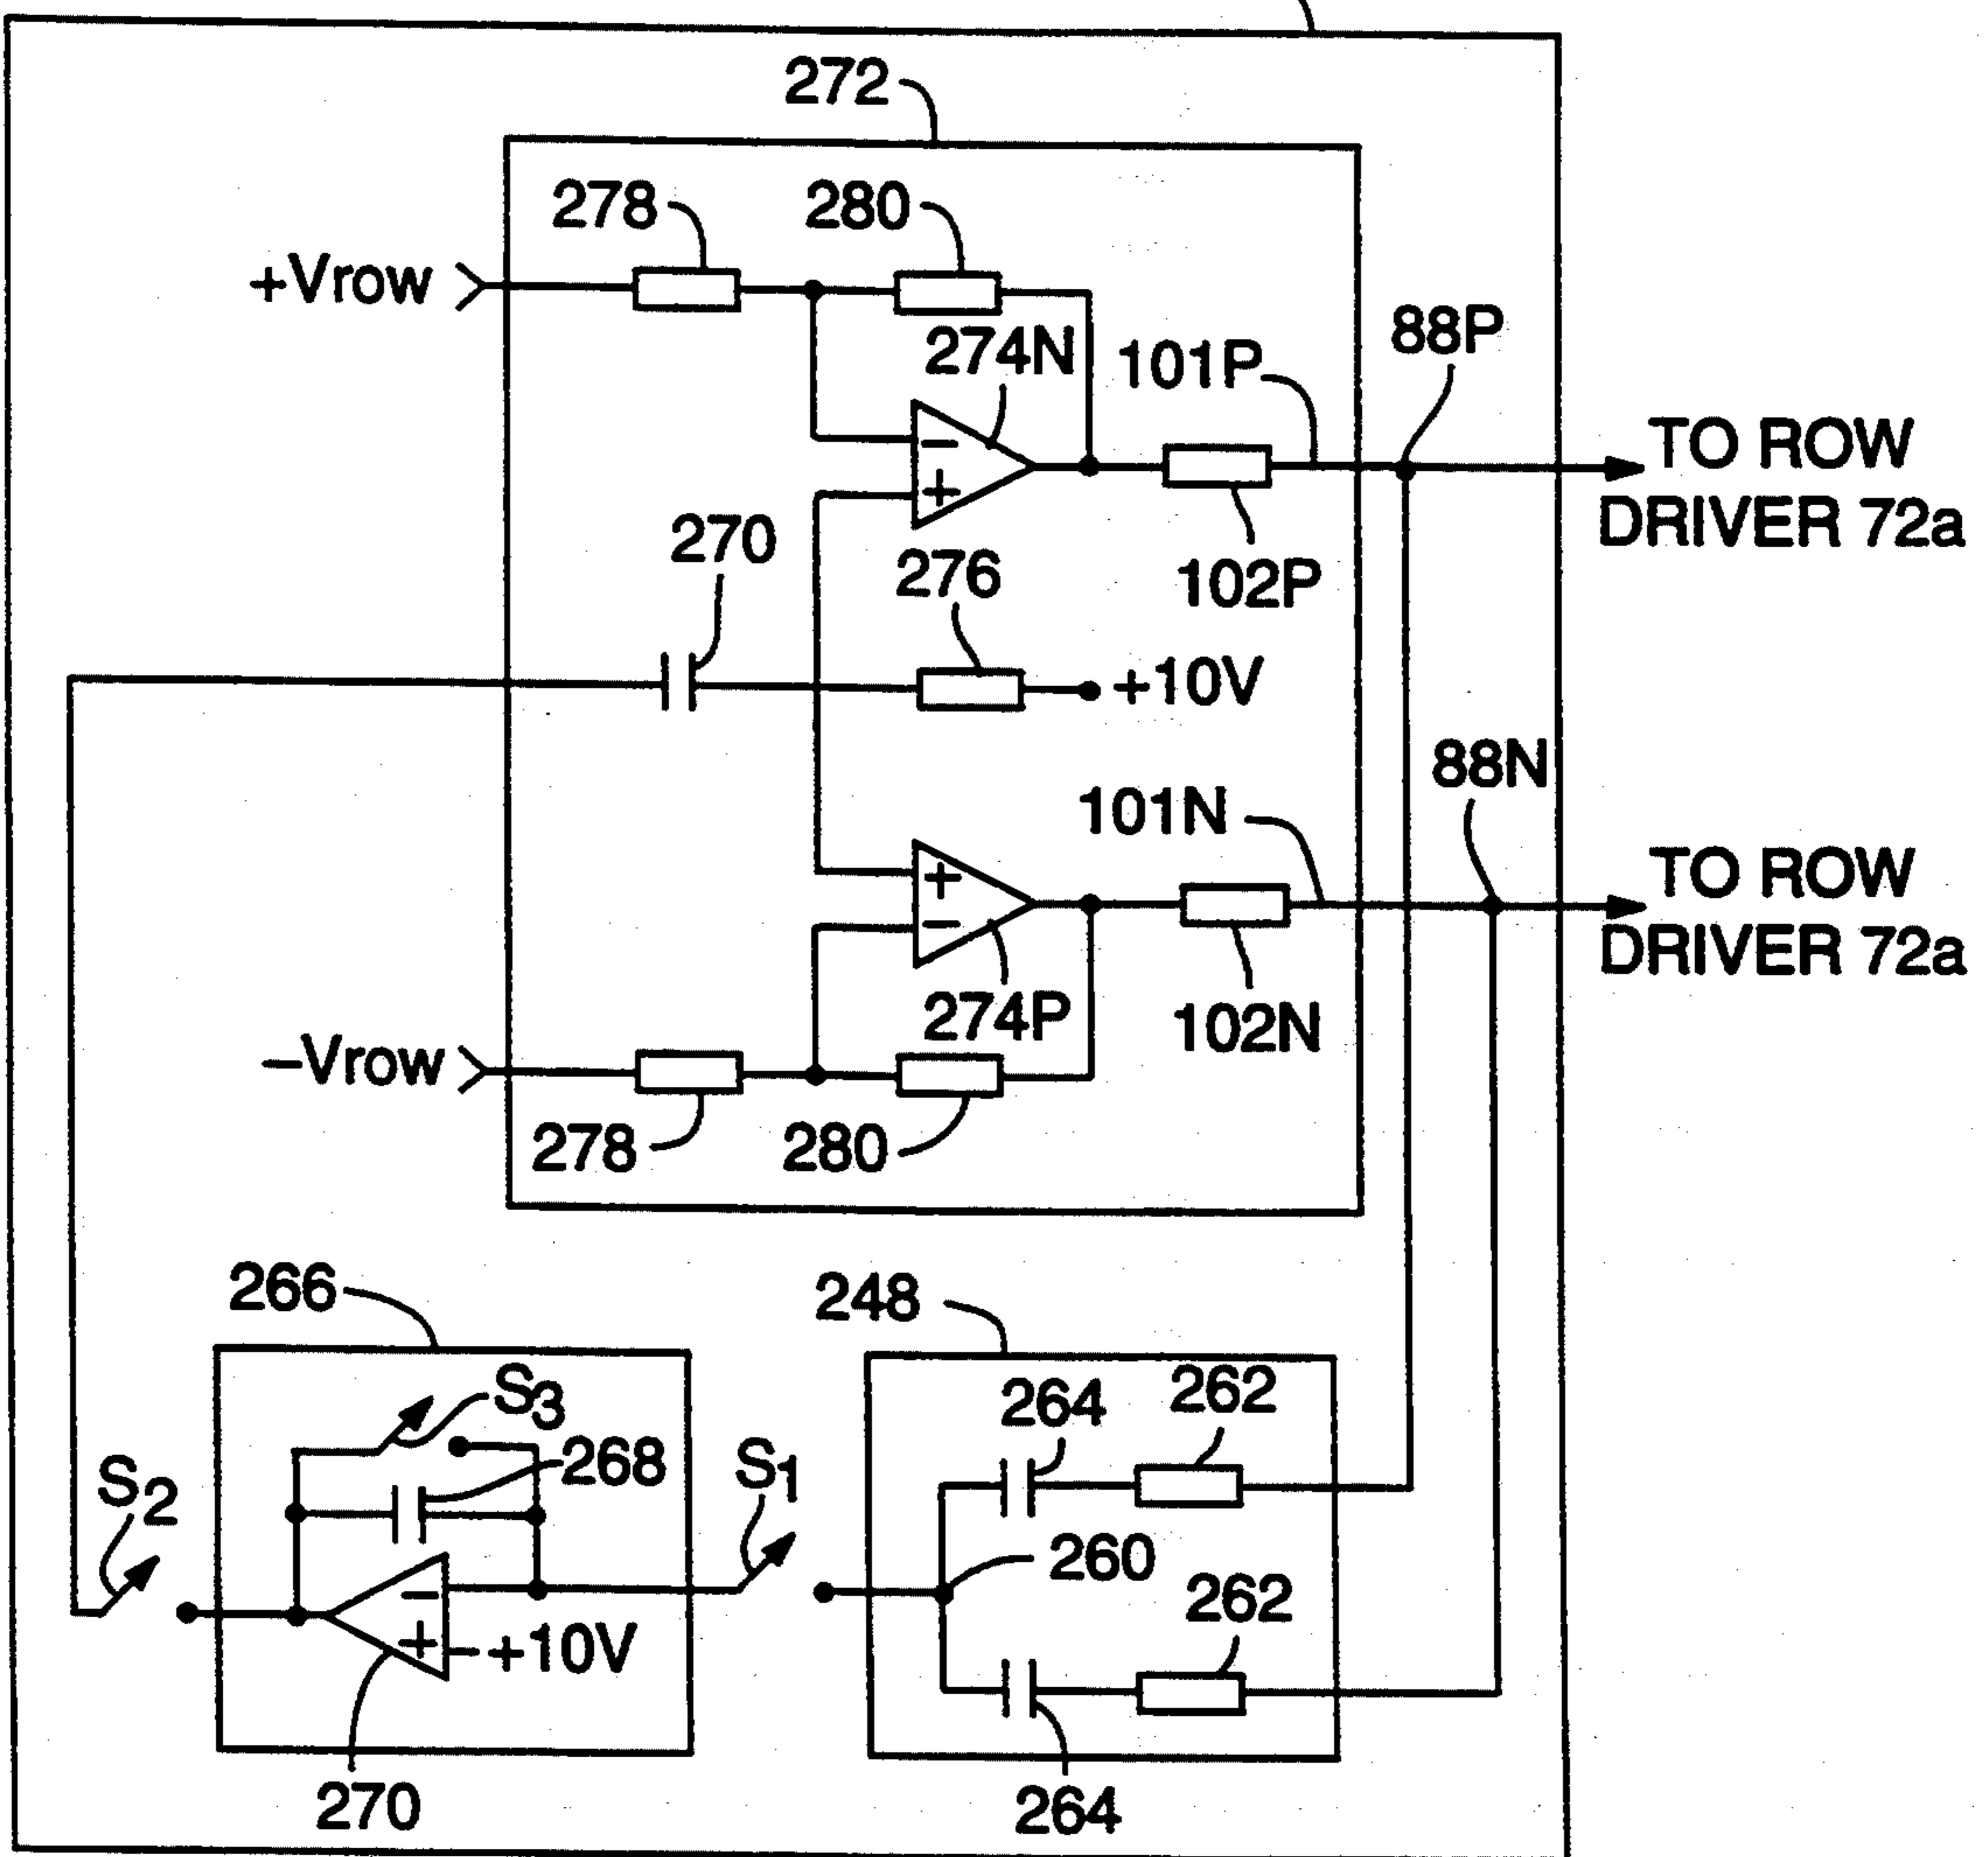 272
278
280
+Vrow
274N
101P
88P
TO ROW
DRIVER 72a
−
+
270
276
102P
+10V
88N
101N
TO ROW
DRIVER 72a
+
−
274P
102N
−Vrow
278
280
266
248
S3
264
262
268
S1
S2
260
−
+
+10V
262
270
264